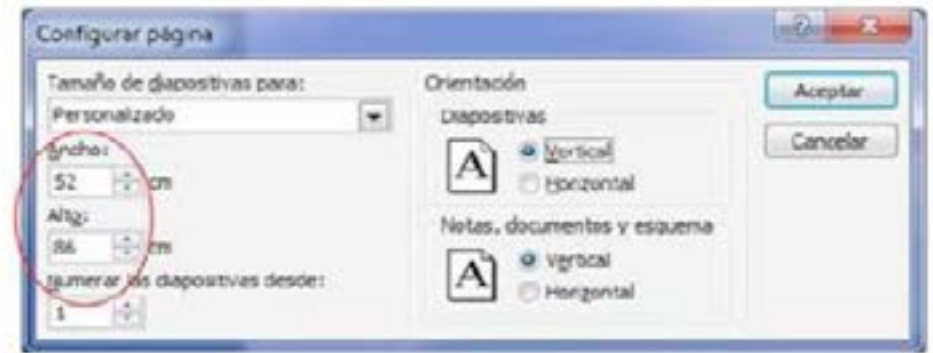 Configurar página
Tamaño de diapositivas para:
Personalizado
Ancho:
52 cm
Alto:
86 cm
Numerar las diapositivas desde:
1
Orientación
Diapositivas
A
Vertical
Horizontal
Notas, documentos y esquema
A
Vertical
Horizontal
Aceptar
Cancelar